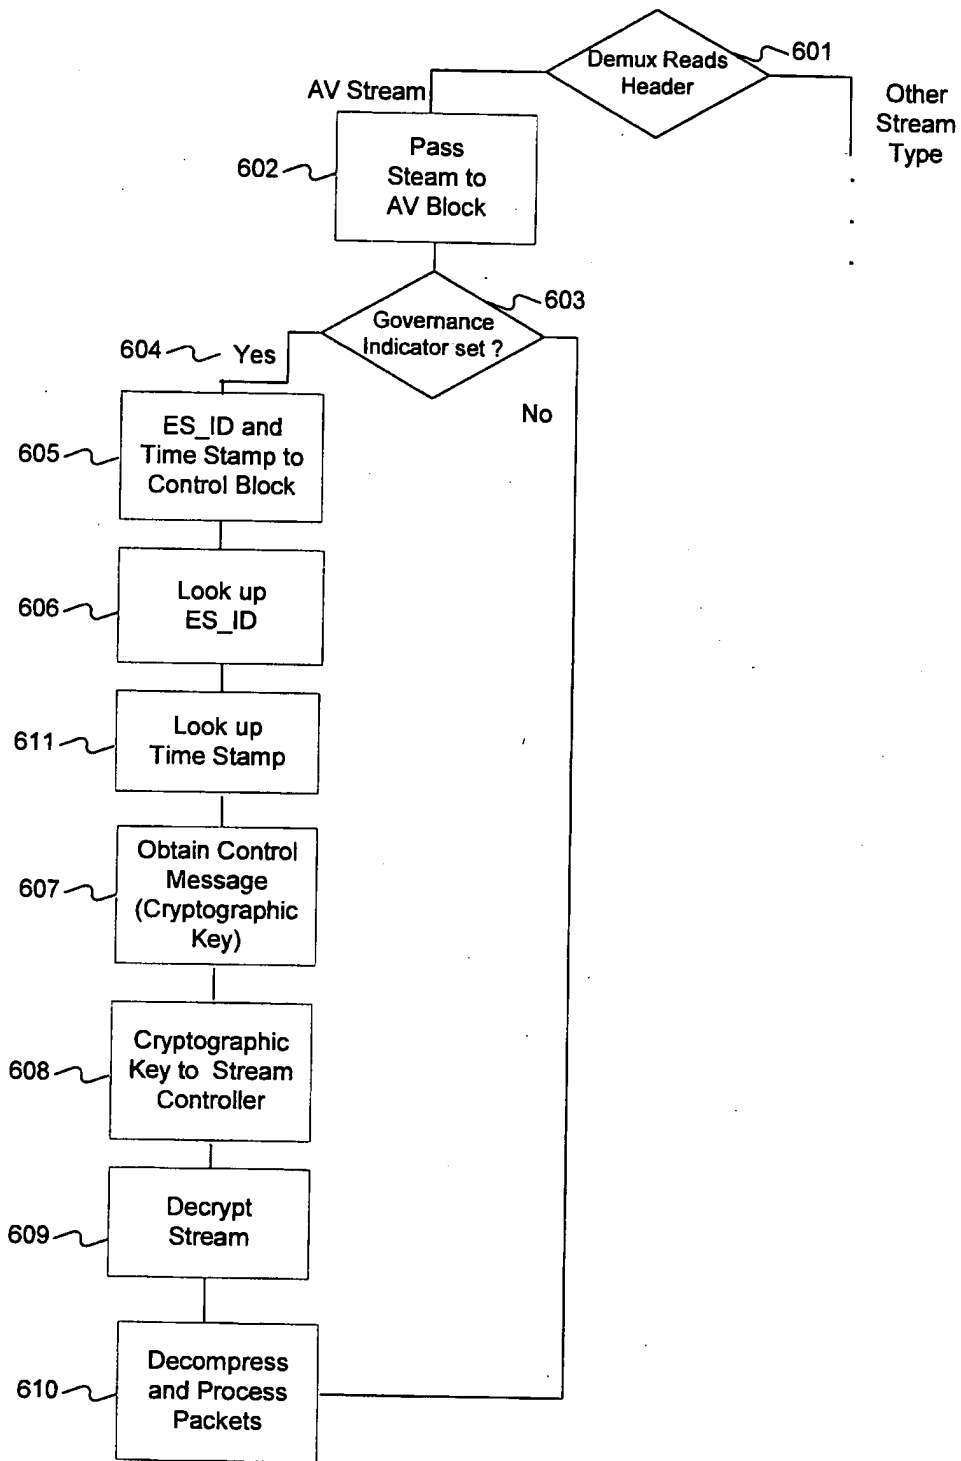 Demux Reads
Header
601
AV Stream
Other
Stream
Type
Pass
Steam to
AV Block
602
603
Governance
Indicator set ?
604
Yes
No
ES_ID and
Time Stamp to
Control Block
605
Look up
ES_ID
606
Look up
Time Stamp
611
Obtain Control
Message
(Cryptographic
Key)
607
Cryptographic
Key to Stream
Controller
608
Decrypt
Stream
609
Decompress
and Process
Packets
610